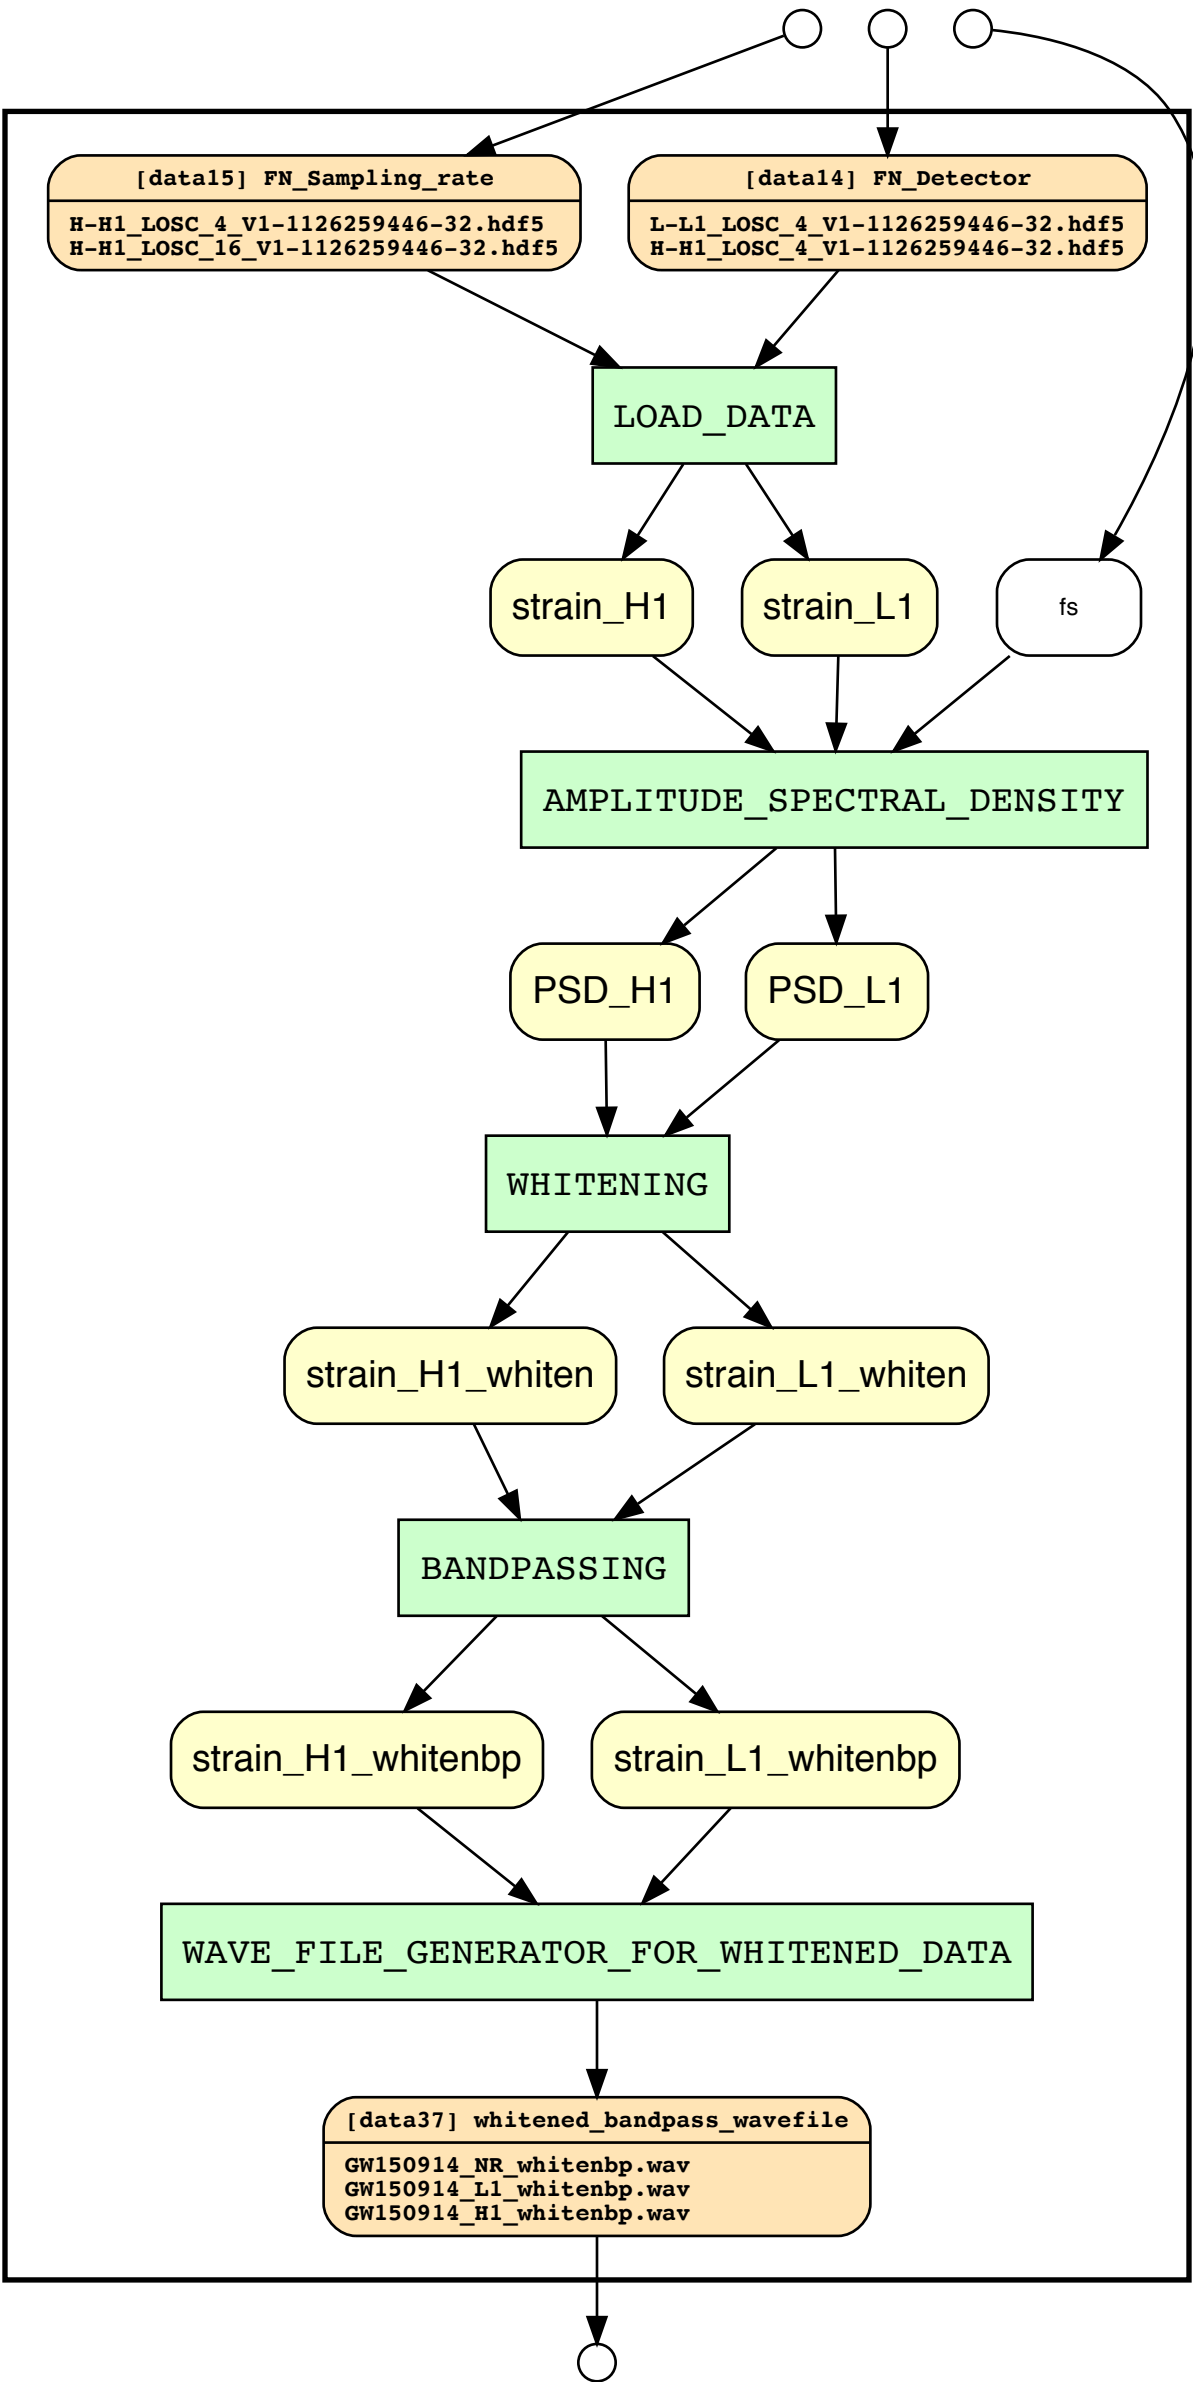 [data15] FN_Sampling_rate
H-H1_LOSC_4_V1-1126259446-32.hdf5
H-H1_LOSC_16_V1-1126259446-32.hdf5
[data14] FN_Detector
L-L1_LOSC_4_V1-1126259446-32.hdf5
H-H1_LOSC_4_V1-1126259446-32.hdf5
LOAD_DATA
strain_H1
strain_L1
fs
AMPLITUDE_SPECTRAL_DENSITY
PSD_H1
PSD_L1
WHITENING
strain_H1_whiten
strain_L1_whiten
BANDPASSING
strain_H1_whitenbp
strain_L1_whitenbp
WAVE_FILE_GENERATOR_FOR_WHITENED_DATA
[data37] whitened_bandpass_wavefile
GW150914_NR_whitenbp.wav
GW150914_L1_whitenbp.wav
GW150914_H1_whitenbp.wav